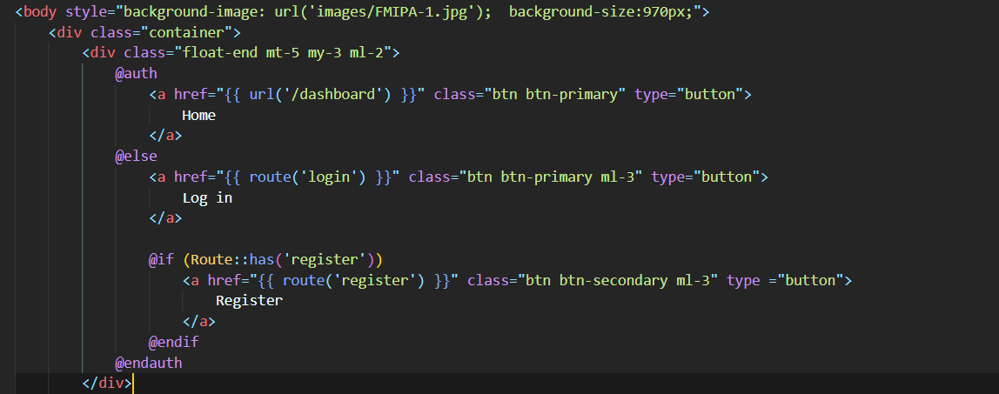 <body style="background-image: url('images/FMIPA-1.jpg');  background-size:970px;">
    <div class="container">
        <div class="float-end mt-5 my-3 ml-2">
            @auth
                <a href="{{ url('/dashboard') }}" class="btn btn-primary" type="button">
                    Home
                </a>
            @else
                <a href="{{ route('login') }}" class="btn btn-primary ml-3" type="button">
                    Log in
                </a>

                @if (Route::has('register'))
                    <a href="{{ route('register') }}" class="btn btn-secondary ml-3" type ="button">
                        Register
                    </a>
                @endif
            @endauth
        </div>